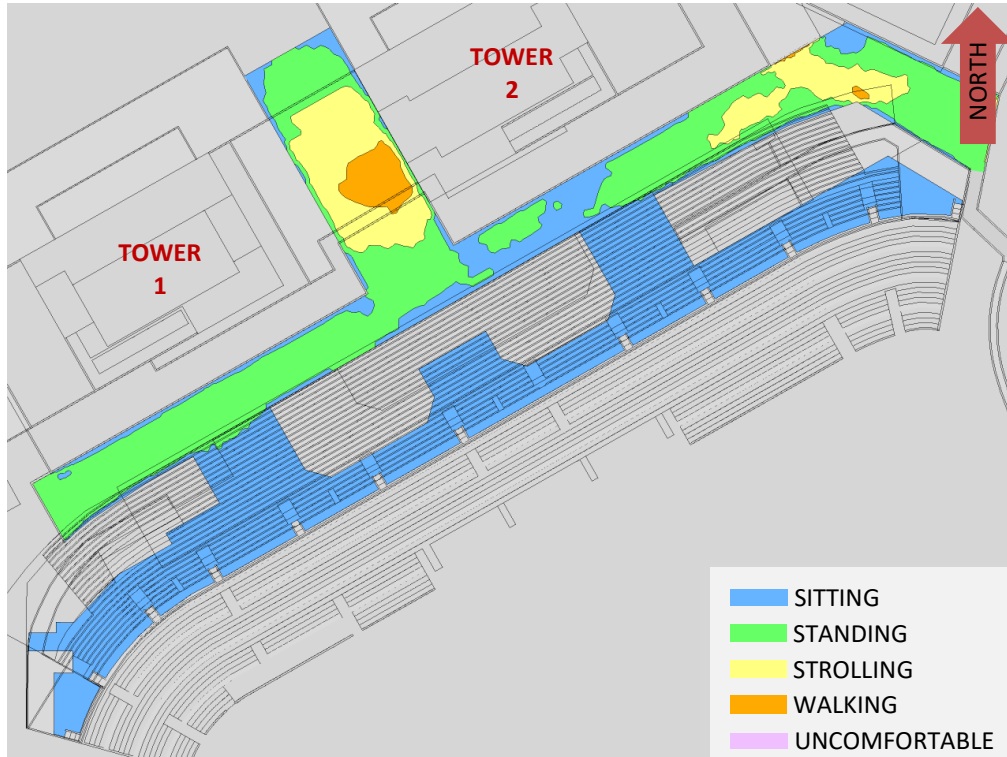 TOWER
2
NORTH
TOWER
1
SITTING
STANDING
STROLLING
WALKING
UNCOMFORTABLE